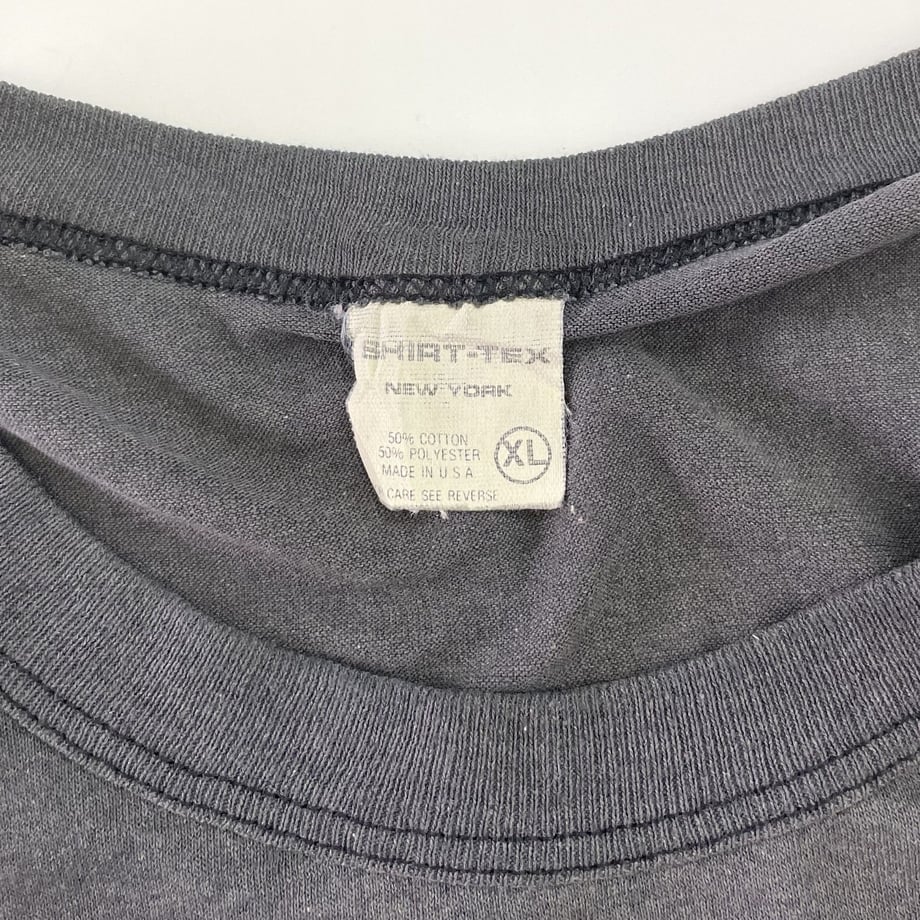 SHIRT-TEX
NEW YORK
50% COTTON
50% POLYESTER
MADE IN U S A
XL
CARE SEE REVERSE